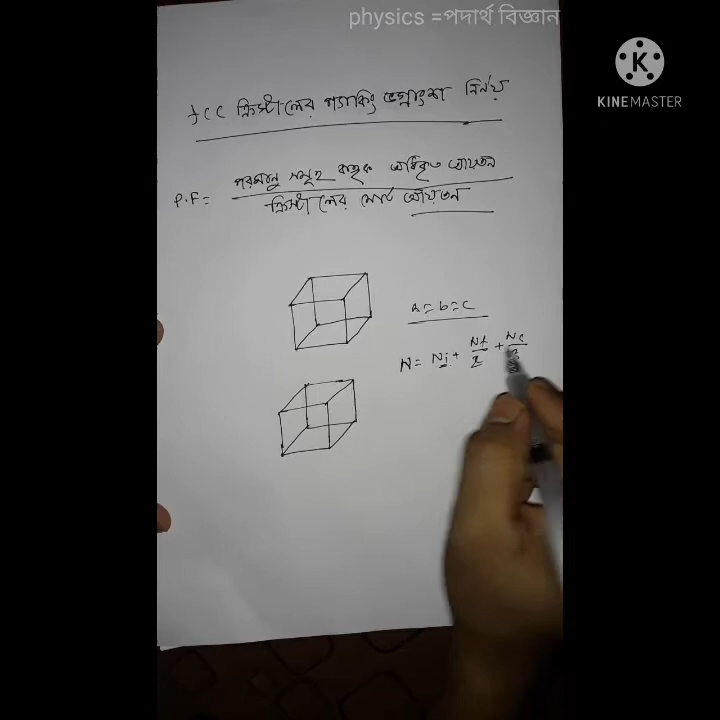 physics =পদার্থ বিজ্ঞান
KINEMASTER
fcc ক্রিস্টালের প্যাকিং ভগ্নাংশ নির্ণয়
পরমানু সমূহ কর্তৃক অধিকৃত আয়তন
P.F =
ক্রিস্টালের মোট আয়তন
a=b=c
N = Ni + Nf/2 + Nc/8